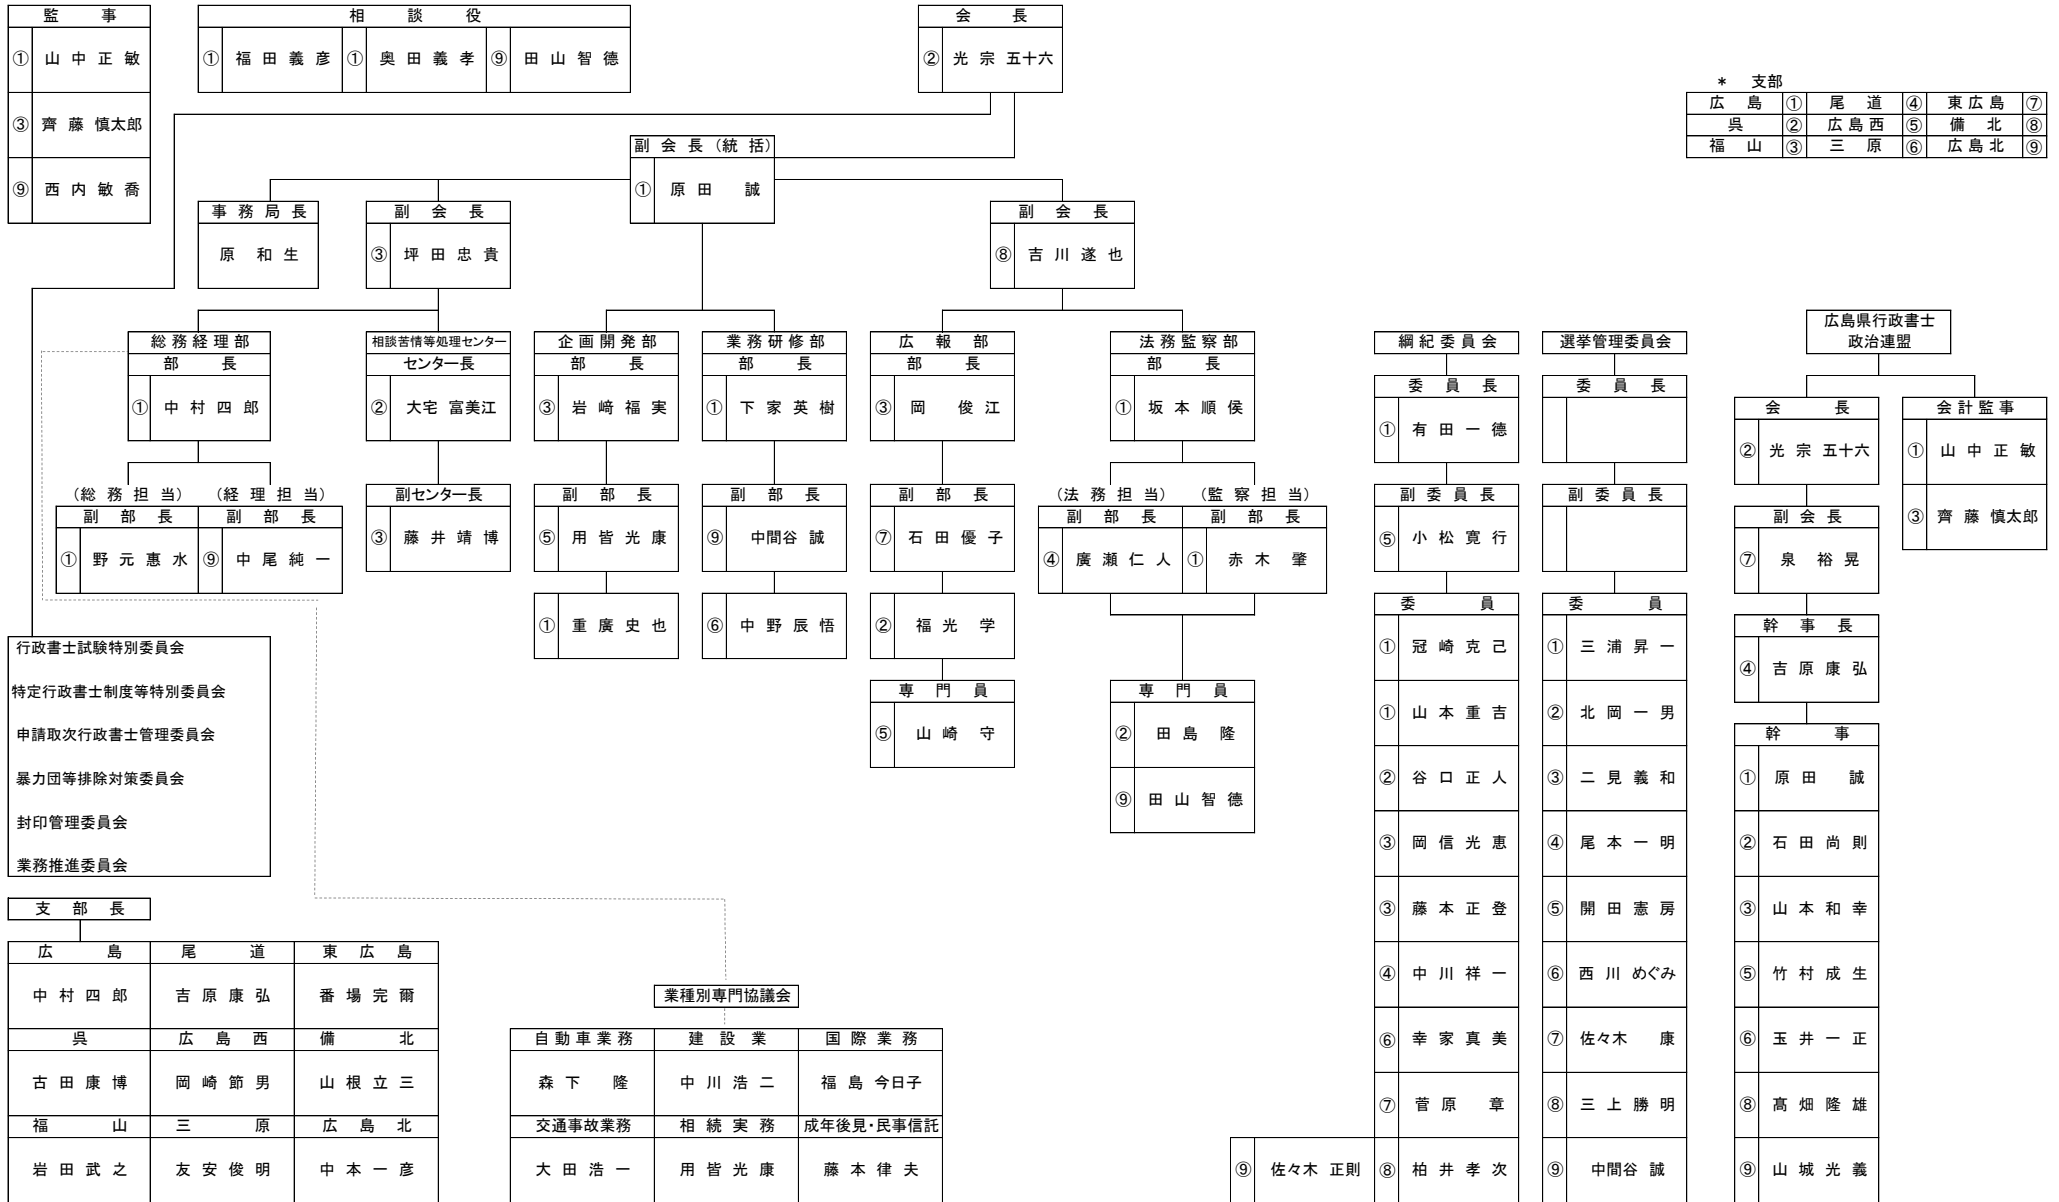 監事
① 山中正敏
③ 齊藤慎太郎
⑨ 西内敏喬
相談役
① 福田義彦 ① 奥田義孝 ⑨ 田山智德
会長
② 光宗五十六
* 支部
広島 ① 尾道 ④ 東広島 ⑦
呉 ② 広島西 ⑤ 備北 ⑧
福山 ③ 三原 ⑥ 広島北 ⑨
副会長(統括)
① 原田 誠
事務局長
原 和生
副会長
③ 坪田忠貴
副会長
⑧ 吉川遂也
総務経理部
部長
① 中村四郎
(総務担当) (経理担当)
副部長 副部長
① 野元惠水 ⑨ 中尾純一
相談苦情等処理センター
センター長
② 大宅 富美江
副センター長
③ 藤井靖博
企画開発部
部長
③ 岩﨑福実
副部長
⑤ 用皆光康
① 重廣史也
業務研修部
部長
① 下家英樹
副部長
⑨ 中間谷 誠
⑥ 中野辰悟
広報部
部長
③ 岡 俊江
副部長
⑦ 石田優子
② 福光 学
専門員
⑤ 山崎 守
法務監察部
部長
① 坂本順侯
(法務担当) (監察担当)
副部長 副部長
④ 廣瀬仁人 ① 赤木 肇
専門員
② 田島 隆
⑨ 田山智德
綱紀委員会
委員長
① 有田一德
副委員長
⑤ 小松寛行
委員
① 冠崎克己
① 山本重吉
② 谷口正人
③ 岡信光恵
③ 藤本正登
④ 中川祥一
⑥ 幸家真美
⑦ 菅原 章
⑨ 佐々木 正則 ⑧ 柏井孝次
選挙管理委員会
委員長
副委員長
委員
① 三浦昇一
② 北岡一男
③ 二見義和
④ 尾本一明
⑤ 開田憲房
⑥ 西川 めぐみ
⑦ 佐々木 康
⑧ 三上勝明
⑨ 中間谷 誠
広島県行政書士
政治連盟
会長
② 光宗 五十六
副会長
⑦ 泉 裕晃
幹事長
④ 吉原康弘
幹事
① 原田 誠
② 石田尚則
③ 山本和幸
⑤ 竹村成生
⑥ 玉井一正
⑧ 髙畑隆雄
⑨ 山城光義
会計監事
① 山中正敏
③ 齊藤慎太郎
行政書士試験特別委員会
特定行政書士制度等特別委員会
申請取次行政書士管理委員会
暴力団等排除対策委員会
封印管理委員会
業務推進委員会
支部長
広島 尾道 東広島
中村四郎 吉原康弘 番場完爾
呉 広島西 備北
古田康博 岡崎節男 山根立三
福山 三原 広島北
岩田武之 友安俊明 中本一彦
業種別専門協議会
自動車業務 建設業 国際業務
森下 隆 中川浩二 福島 今日子
交通事故業務 相続実務 成年後見・民事信託
大田浩一 用皆光康 藤本律夫